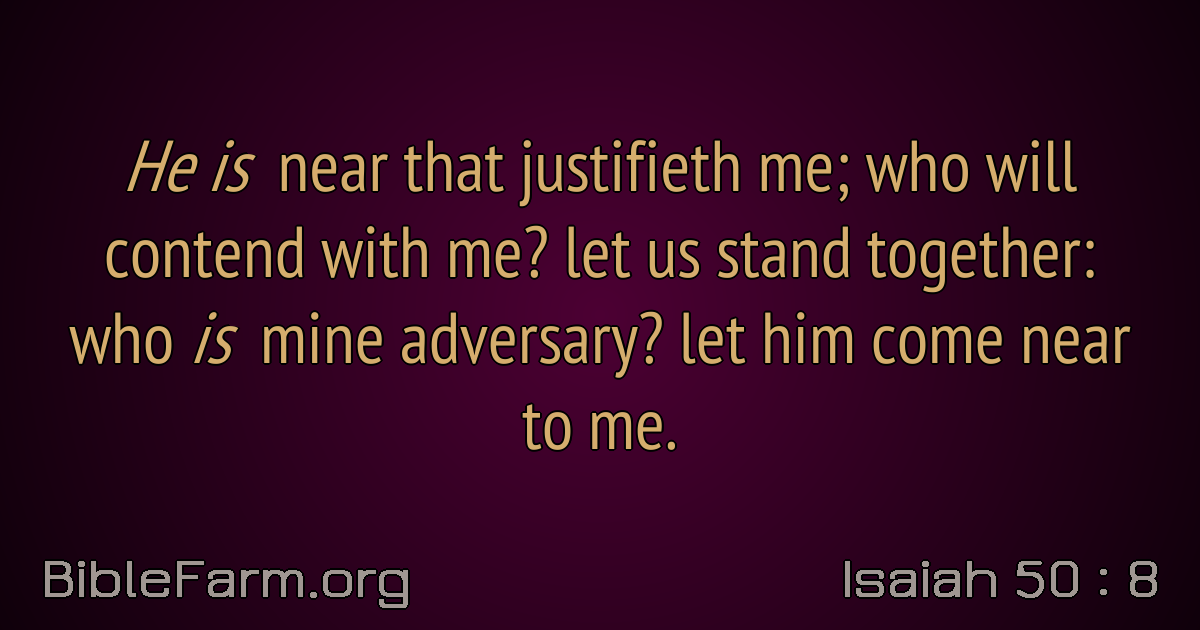 He is near that justifieth me; who will
contend with me? let us stand together:
who is mine adversary? let him come near
to me.
BibleFarm.org
Isaiah 50 : 8